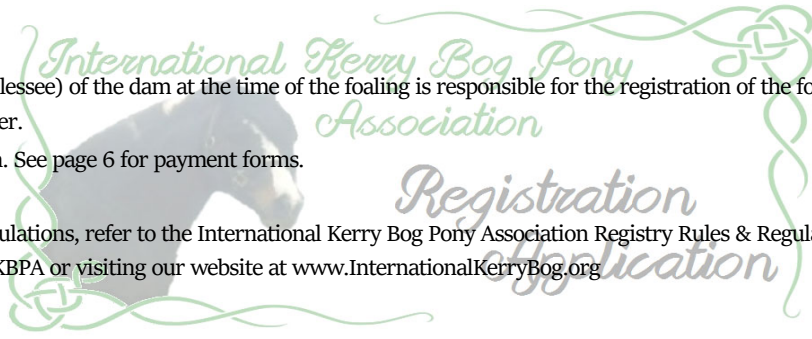 International Kerry Bog Pony
lessee) of the dam at the time of the foaling is responsible for the registration of the fo
er.
Association
. See page 6 for payment forms.
Registration
ulations, refer to the International Kerry Bog Pony Association Registry Rules & Regula
KBPA or visiting our website at www.InternationalKerryBog.org
Application